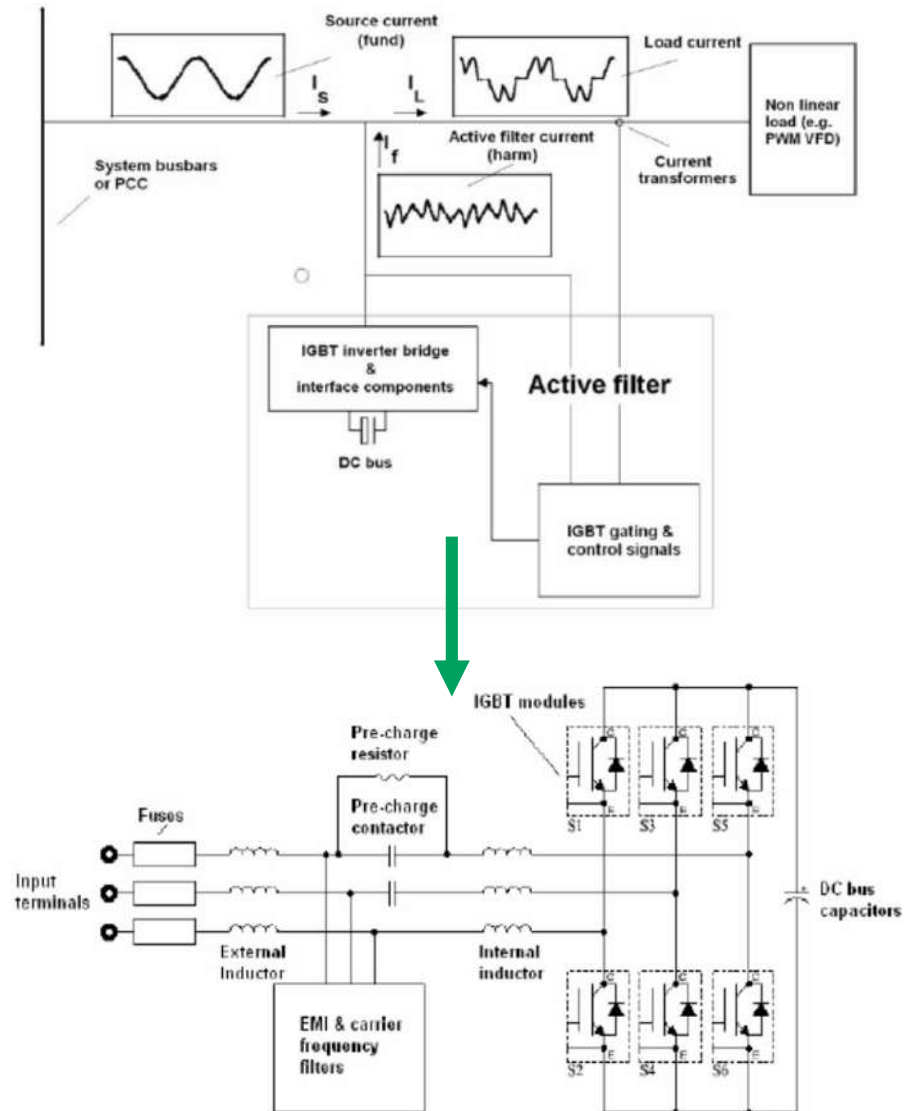 Source current
(fund)
Load current
I
S
I
L
Non linear
load (e.g.
PWM VFD)
Active filter current
(harm)
I
f
System busbars
or PCC
Current
transformers
IGBT inverter bridge
&
interface components
Active filter
DC bus
IGBT gating &
control signals
IGBT modules
Pre-charge
resistor
Pre-charge
contactor
Fuses
C
C
C
E
E
E
S1
S3
S5
Input
terminals
DC bus
capacitors
+
External
Inductor
Internal
inductor
EMI & carrier
frequency
filters
C
C
C
E
E
E
S2
S4
S6